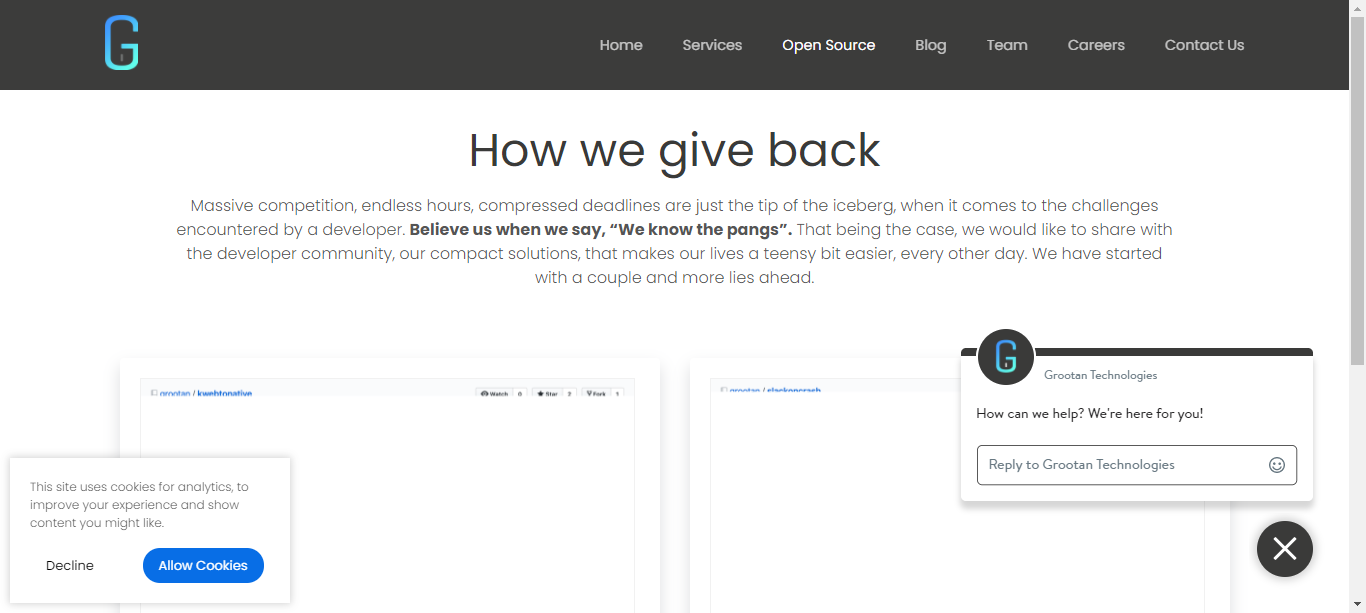 G
Home Services Open Source Blog Team Careers Contact Us
How we give back
Massive competition, endless hours, compressed deadlines are just the tip of the iceberg, when it comes to the challenges
encountered by a developer. Believe us when we say, “We know the pangs”. That being the case, we would like to share with
the developer community, our compact solutions, that makes our lives a teensy bit easier, every other day. We have started
with a couple and more lies ahead.
grootan / kwebtonative Watch 0 Star 2 Fork 1
grootan / slackoncrash
G
Grootan Technologies
How can we help? We're here for you!
Reply to Grootan Technologies
This site uses cookies for analytics, to
improve your experience and show
content you might like.
Decline Allow Cookies